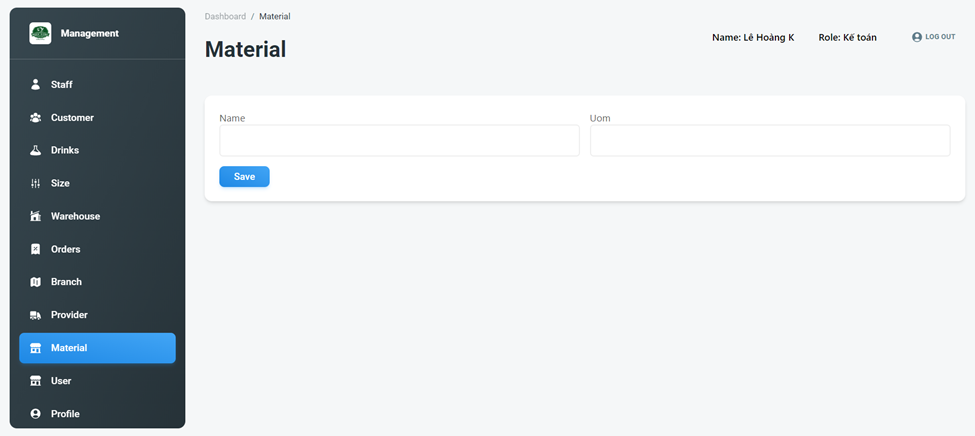 Management
Staff
Customer
Drinks
Size
Warehouse
Orders
Branch
Provider
Material
User
Profile
Dashboard / Material
Material
Name: Lê Hoàng K
Role: Kế toán
LOG OUT
Name
Uom
Save